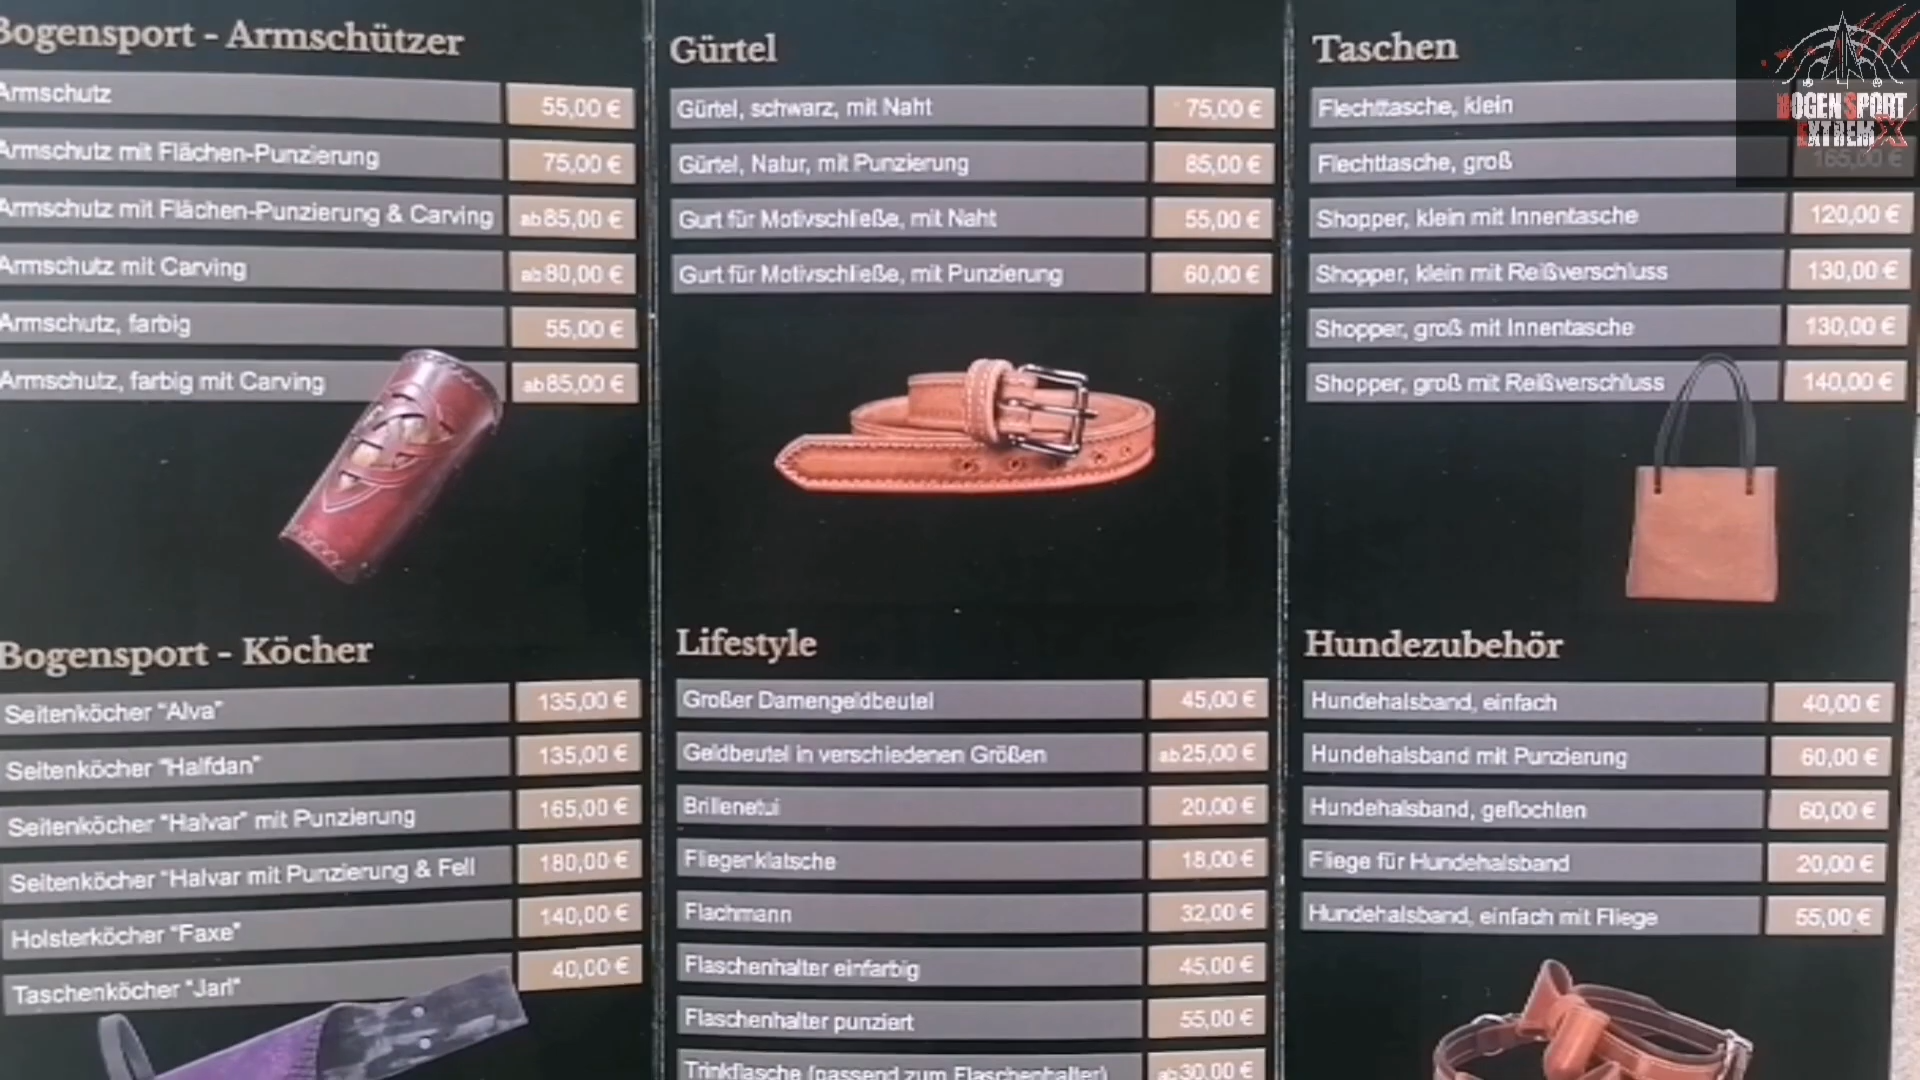 Bogensport - Armschützer
Armschutz 55,00 €
Armschutz mit Flächen-Punzierung 75,00 €
Armschutz mit Flächen-Punzierung & Carving ab 85,00 €
Armschutz mit Carving ab 80,00 €
Armschutz, farbig 55,00 €
Armschutz, farbig mit Carving ab 85,00 €
Bogensport - Köcher
Seitenköcher "Alva" 135,00 €
Seitenköcher "Halfdan" 135,00 €
Seitenköcher "Halvar" mit Punzierung 165,00 €
Seitenköcher "Halvar mit Punzierung & Fell 180,00 €
Holsterköcher "Faxe" 140,00 €
Taschenköcher "Jarl" 40,00 €
Gürtel
Gürtel, schwarz, mit Naht 75,00 €
Gürtel, Natur, mit Punzierung 85,00 €
Gurt für Motivschließe, mit Naht 55,00 €
Gurt für Motivschließe, mit Punzierung 60,00 €
Lifestyle
Großer Damengeldbeutel 45,00 €
Geldbeutel in verschiedenen Größen ab 25,00 €
Brillenetui 20,00 €
Fliegenklatsche 18,00 €
Flachmann 32,00 €
Flaschenhalter einfarbig 45,00 €
Flaschenhalter punziert 55,00 €
Trinkflasche (passend zum Flaschenhalter) ab 30,00 €
Taschen
Flechttasche, klein
Flechttasche, groß 165,00 €
Shopper, klein mit Innentasche 120,00 €
Shopper, klein mit Reißverschluss 130,00 €
Shopper, groß mit Innentasche 130,00 €
Shopper, groß mit Reißverschluss 140,00 €
Hundezubehör
Hundehalsband, einfach 40,00 €
Hundehalsband mit Punzierung 60,00 €
Hundehalsband, geflochten 60,00 €
Fliege für Hundehalsband 20,00 €
Hundehalsband, einfach mit Fliege 55,00 €
BOGENSPORT
EXTREM